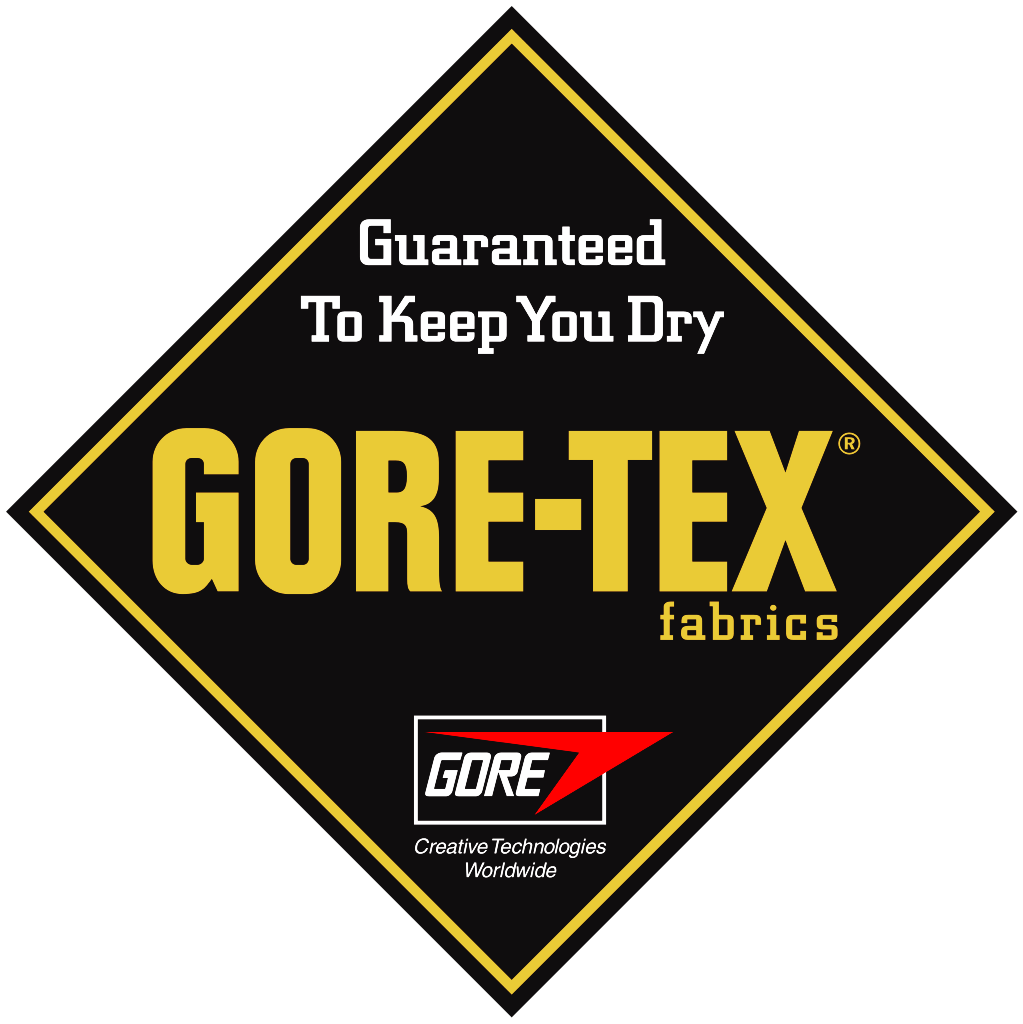 Guaranteed
To Keep You Dry
GORE-TEX®
fabrics
GORE
Creative Technologies
Worldwide